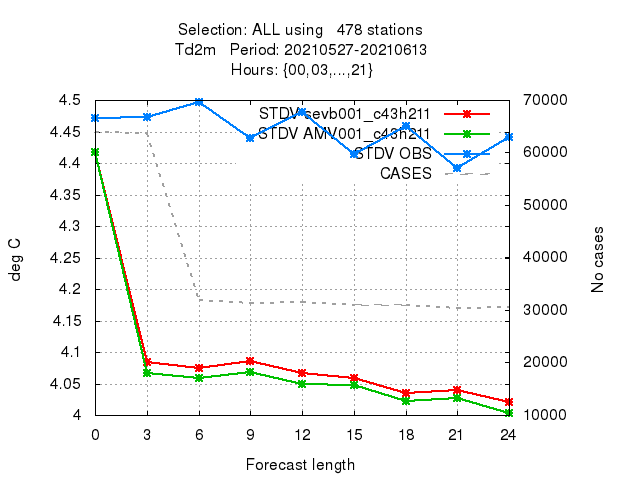 Selection: ALL using 478 stations
Td2m Period: 20210527-20210613
Hours: {00,03,...,21}
4.5 STDV sevb001_c43h211 70000
4.45 STDV AMV001_c43h211
4.4 STDV OBS 60000
CASES
4.35
4.3 50000
4.25 40000
4.2
4.15 30000
4.1 20000
4.05
4 10000
0 3 6 9 12 15 18 21 24
deg C
No cases
Forecast length